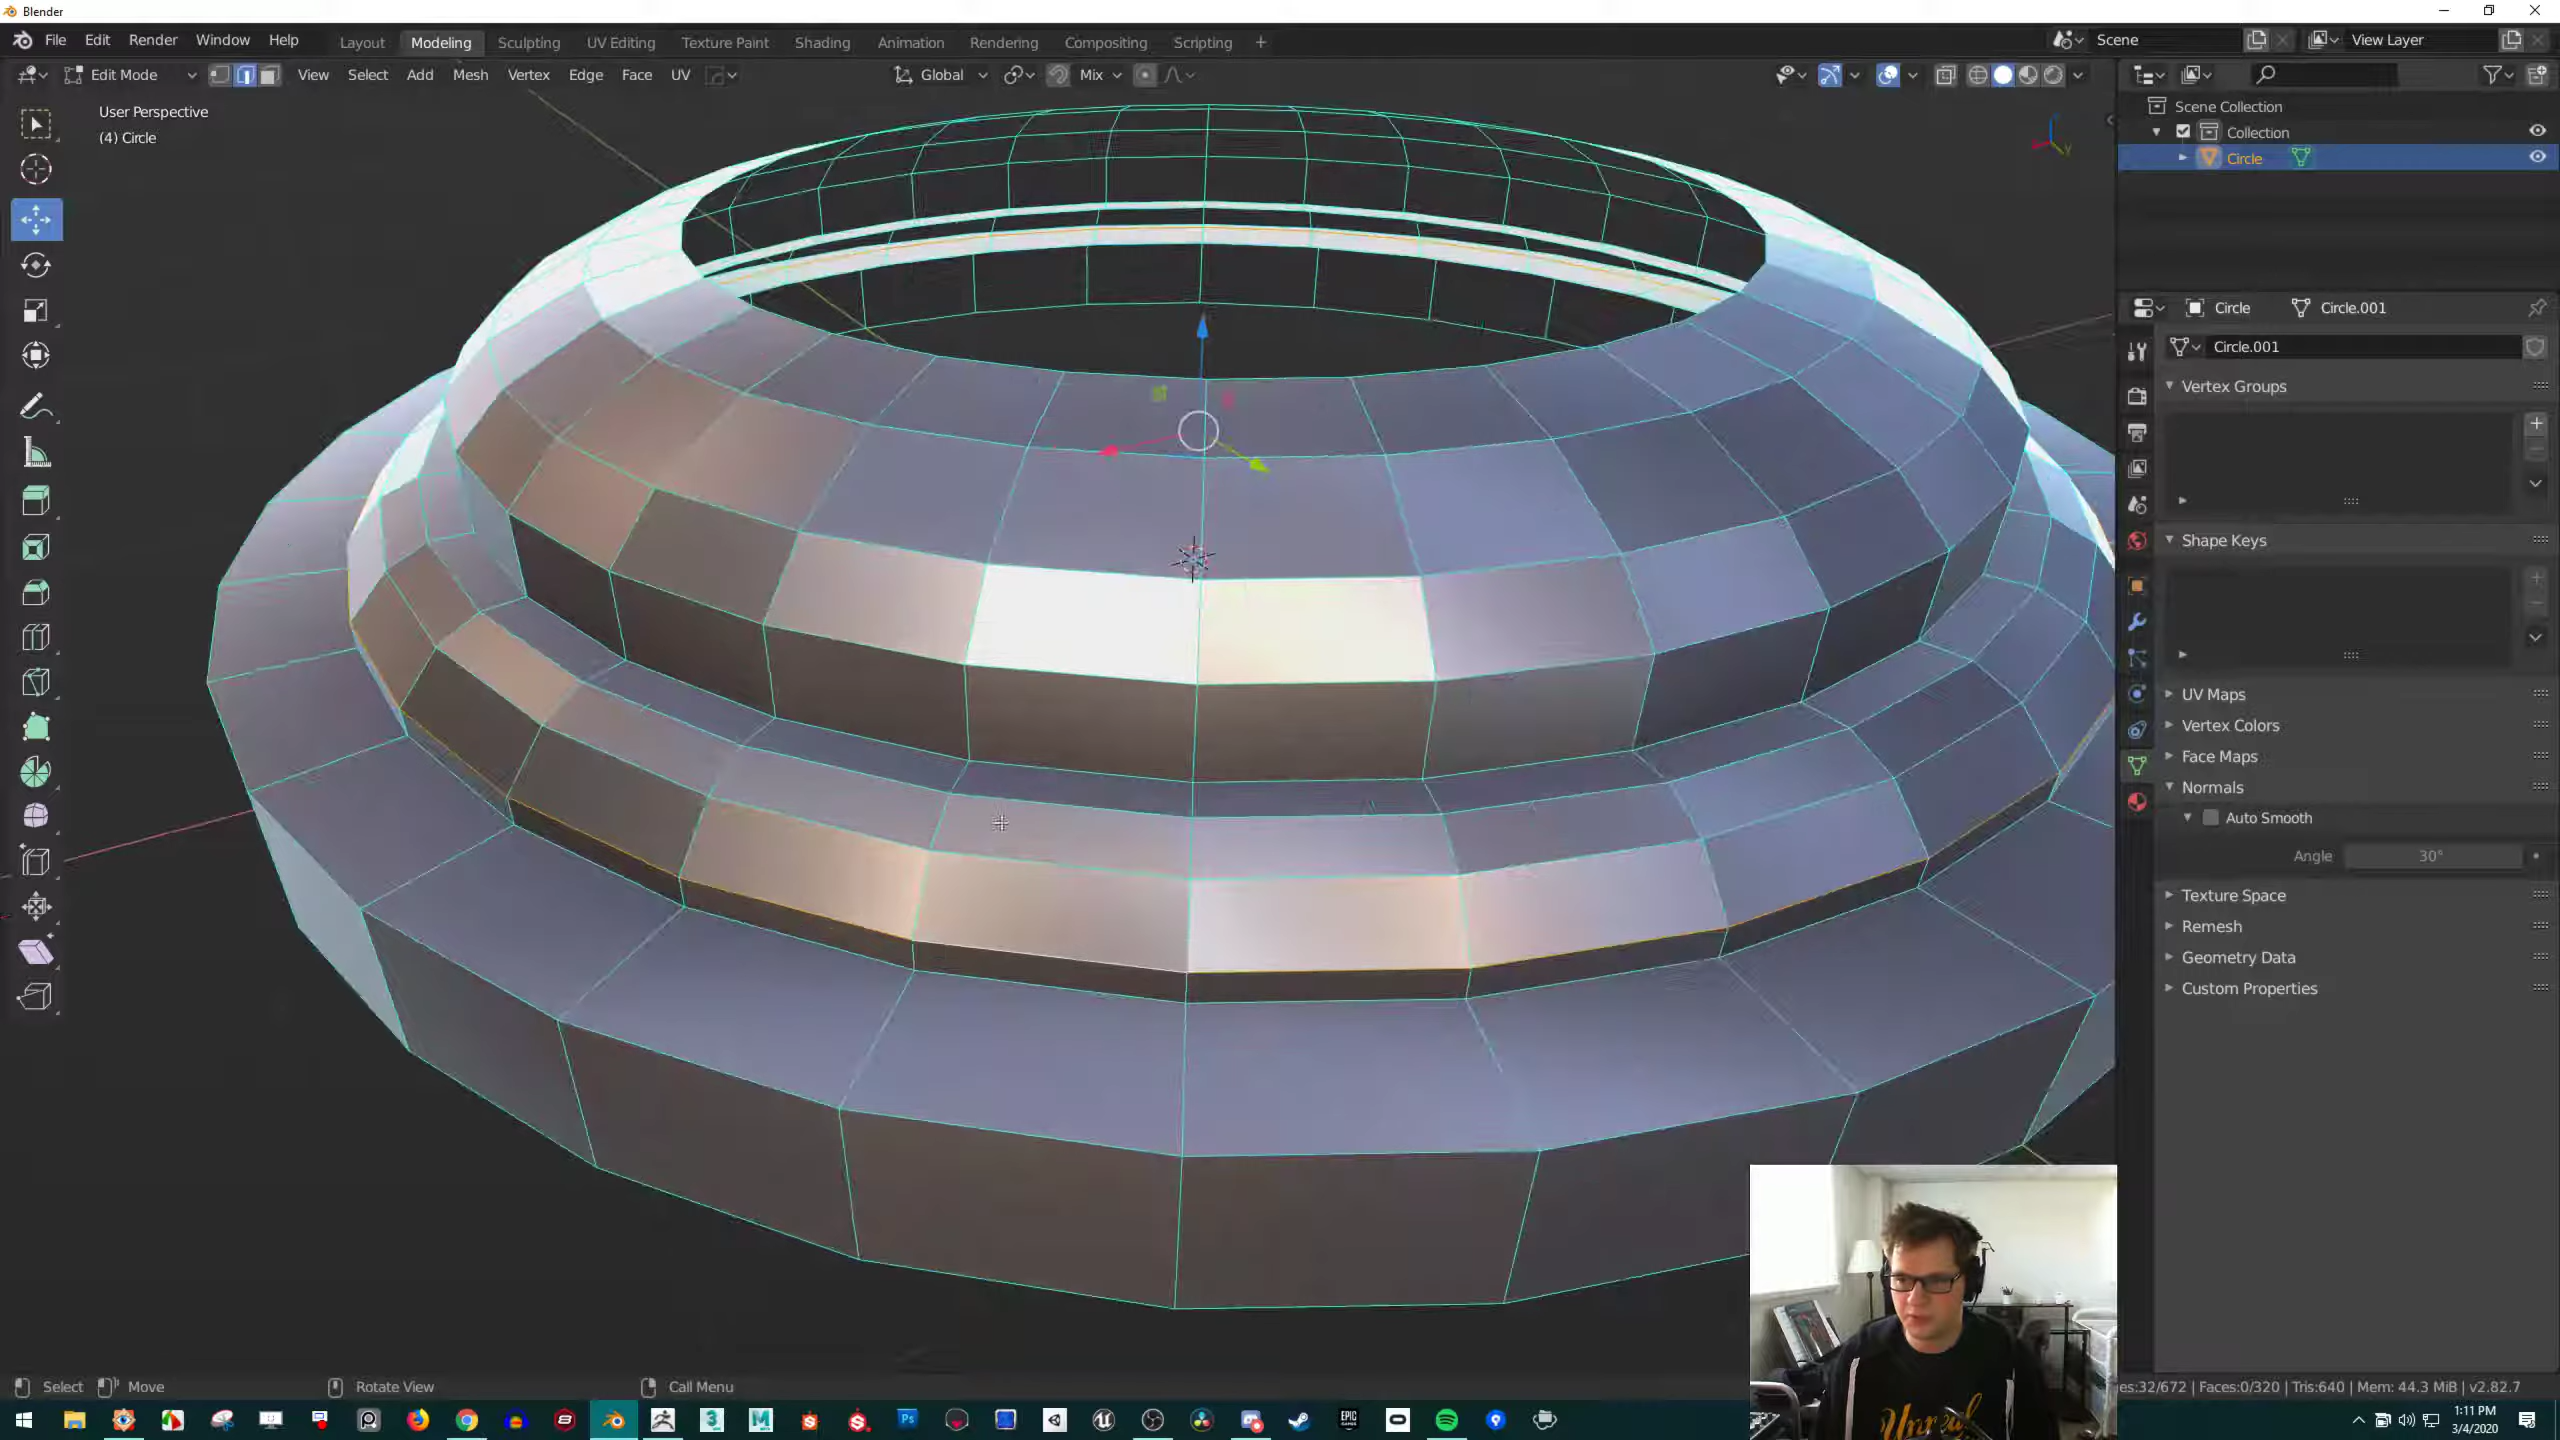 Blender
File Edit Render Window Help Layout Modeling Sculpting UV Editing Texture Paint Shading Animation Rendering Compositing Scripting + Scene View Layer
Edit Mode View Select Add Mesh Vertex Edge Face UV Global Mix
User Perspective
(4) Circle
Scene Collection
Collection
Circle
Circle Circle.001
Circle.001
Vertex Groups
Shape Keys
UV Maps
Vertex Colors
Face Maps
Normals
Auto Smooth
Angle 30°
Texture Space
Remesh
Geometry Data
Custom Properties
Select Move Rotate View Call Menu es:32/672 | Faces:0/320 | Tris:640 | Mem: 44.3 MiB | v2.82.7
Unreal
Ps
EPIC
GAMES
1:11 PM
3/4/2020